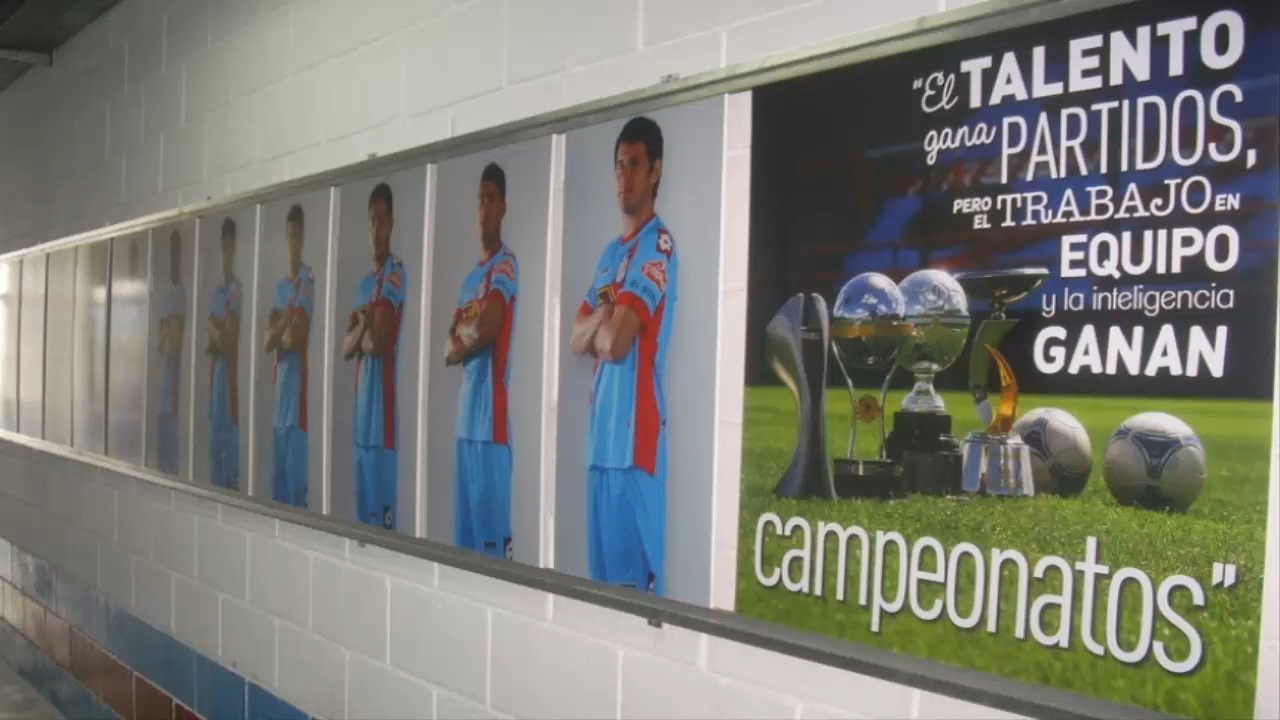 "El TALENTO
gana PARTIDOS,
PERO EL TRABAJO EN
EQUIPO
y la inteligencia
GANAN
campeonatos"